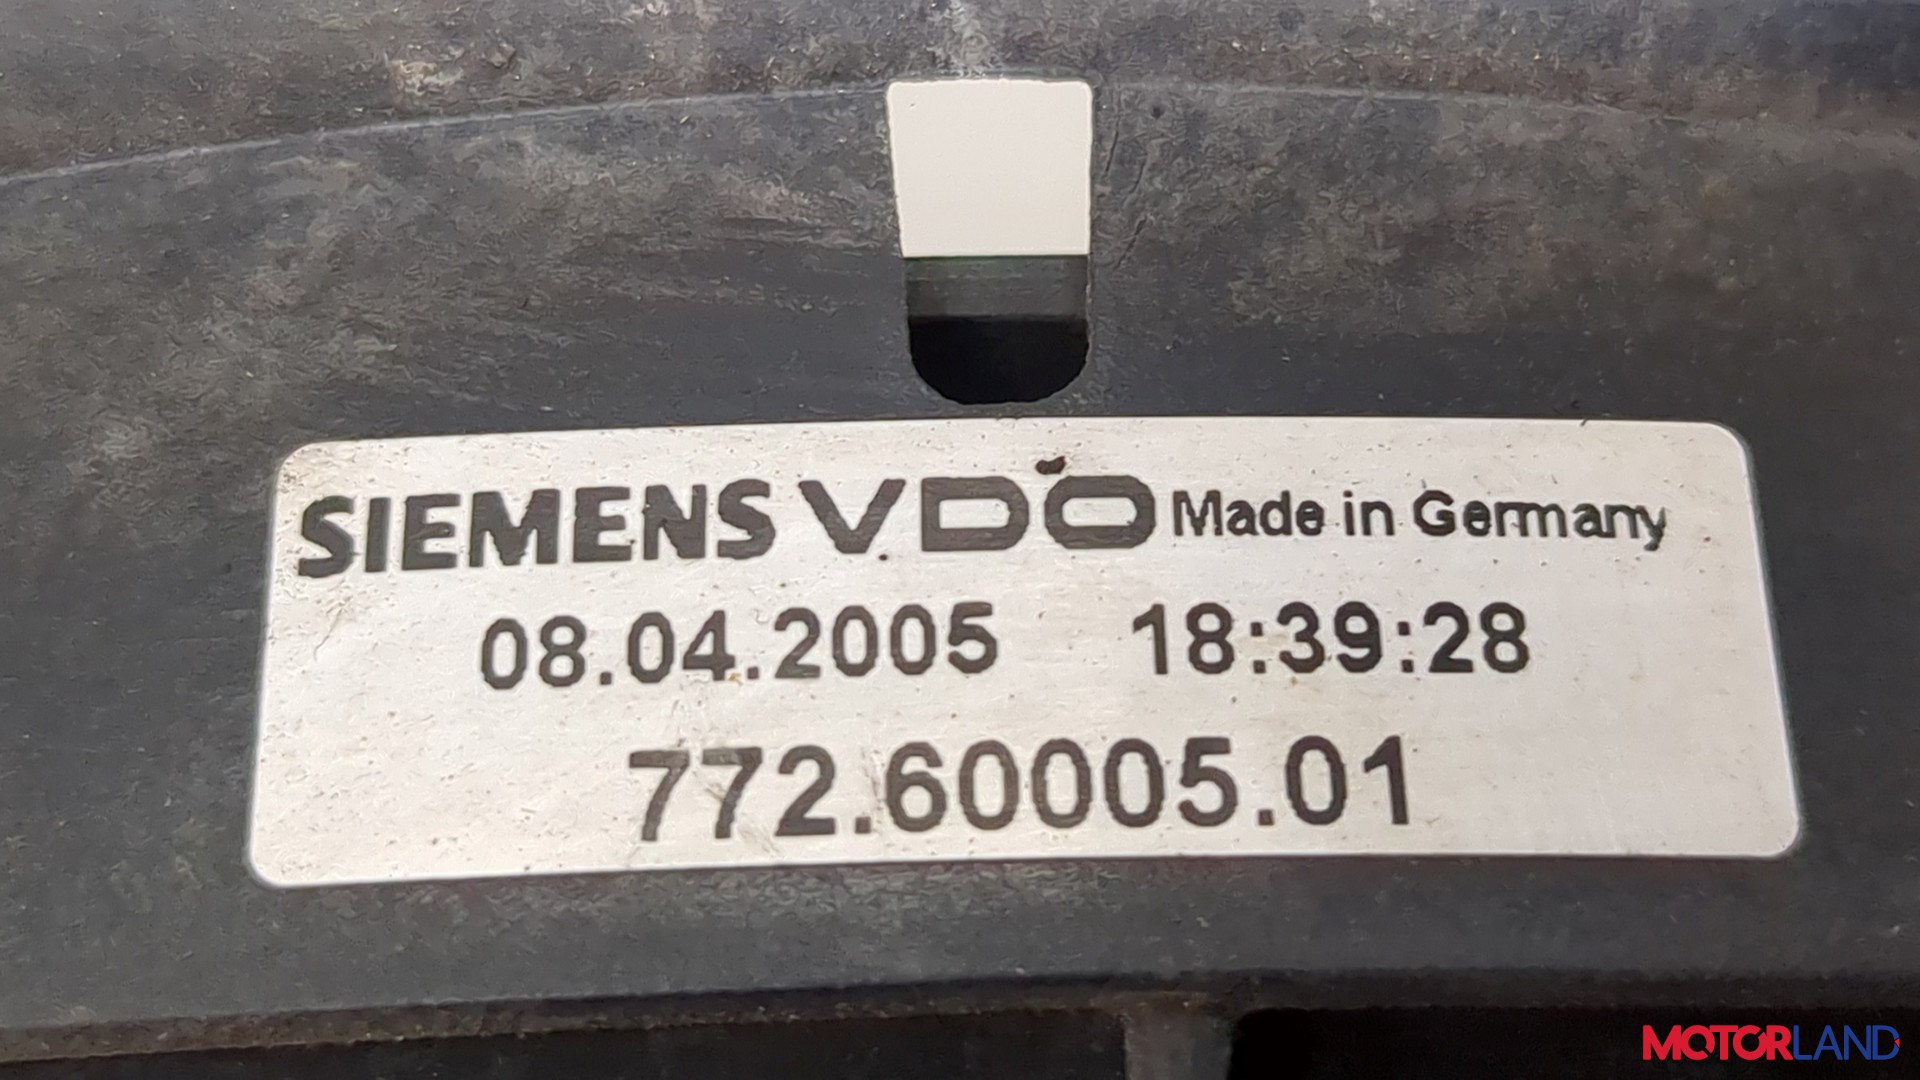 SIEMENS VDO Made in Germany
08.04.2005 18:39:28
772.60005.01
MOTORLAND